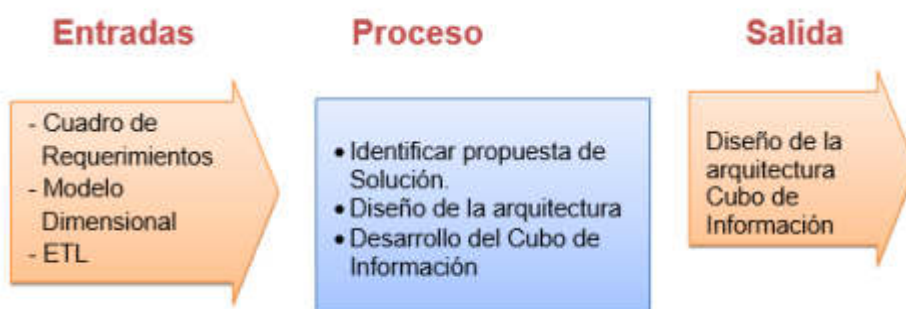 Entradas
Proceso
Salida
- Cuadro de
Requerimientos
- Modelo
Dimensional
- ETL
• Identificar propuesta de
Solución.
• Diseño de la arquitectura
• Desarrollo del Cubo de
Información
Diseño de la
arquitectura
Cubo de
Información